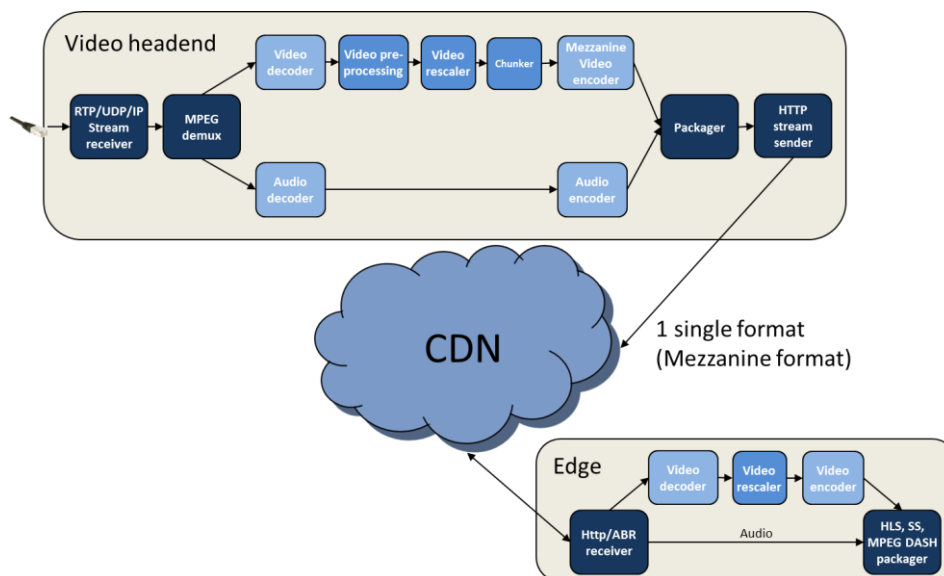 Video headend
Video
decoder
Video pre-
processing
Video
rescaler
Chunker
Mezzanine
Video
encoder
RTP/UDP/IP
Stream
receiver
MPEG
demux
Packager
HTTP
stream
sender
Audio
decoder
Audio
encoder
CDN
1 single format
(Mezzanine format)
Edge
Video
decoder
Video
rescaler
Video
encoder
Http/ABR
receiver
Audio
HLS, SS,
MPEG DASH
packager